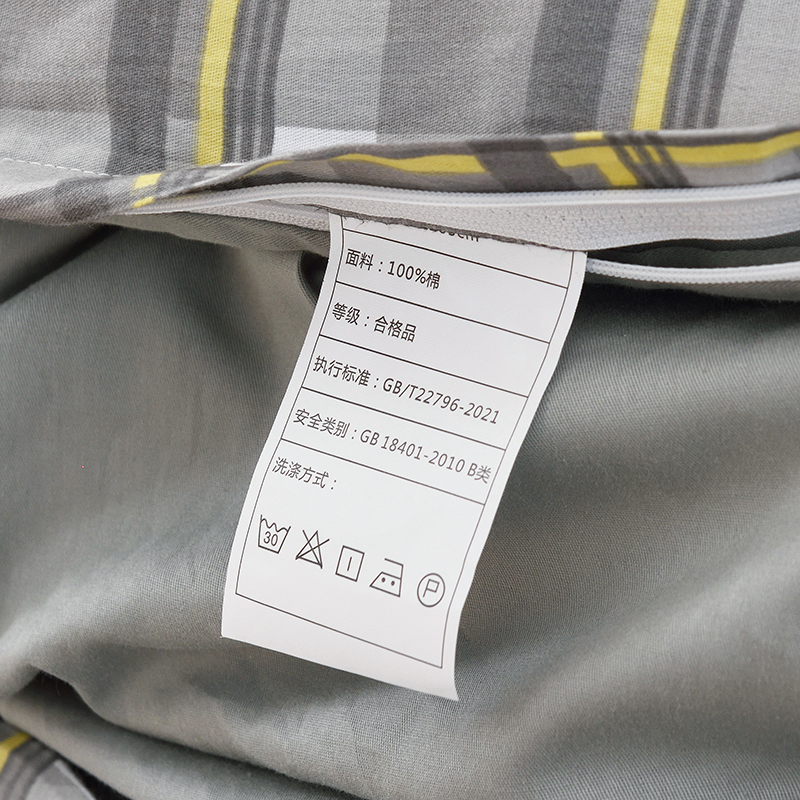 面料：100%棉
等级：合格品
执行标准：GB/T22796-2021
安全类别：GB 18401-2010 B类
洗涤方式：
30
P